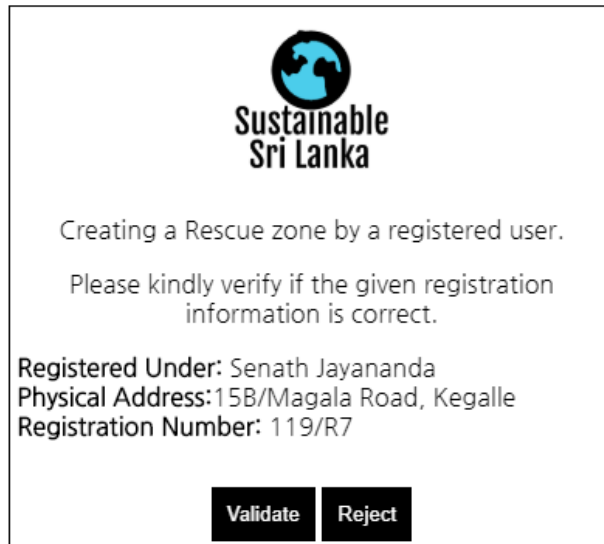 Sustainable
Sri Lanka
Creating a Rescue zone by a registered user.
Please kindly verify if the given registration
information is correct.
Registered Under: Senath Jayananda
Physical Address:15B/Magala Road, Kegalle
Registration Number: 119/R7
Validate Reject